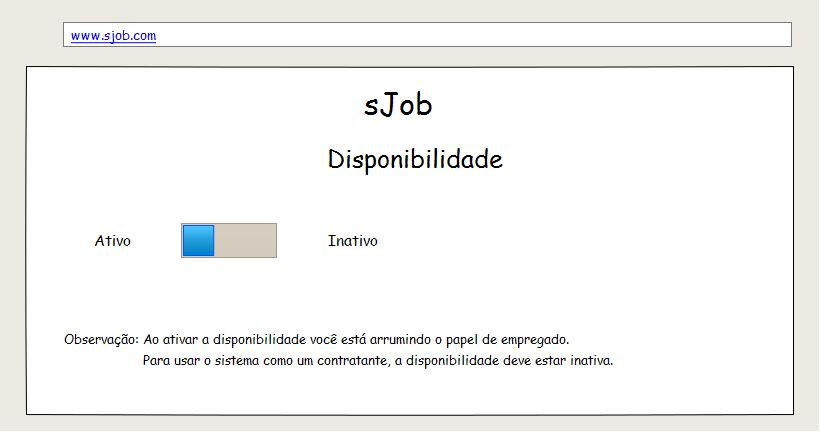 www.sjob.com
sJob
Disponibilidade
Ativo
Inativo
Observação: Ao ativar a disponibilidade você está arrumindo o papel de empregado.
Para usar o sistema como um contratante, a disponibilidade deve estar inativa.